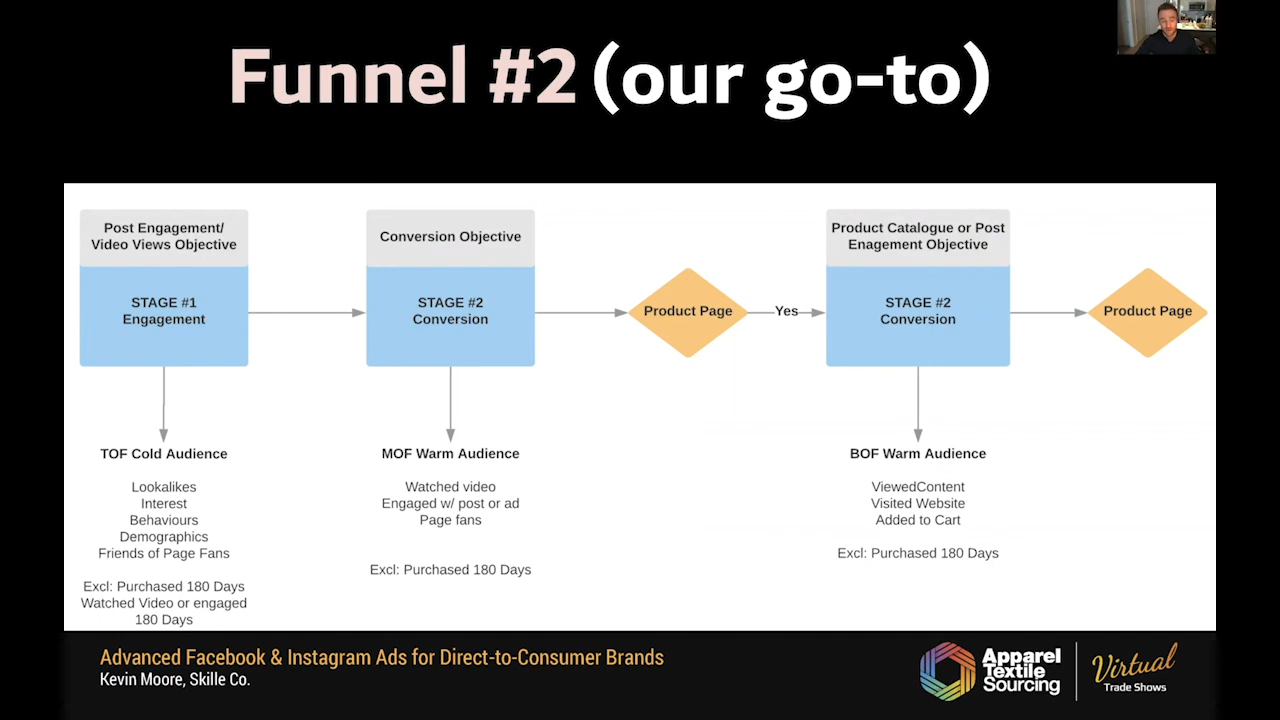 Funnel #2 (our go-to)
Post Engagement/
Video Views Objective
STAGE #1
Engagement
TOF Cold Audience
Lookalikes
Interest
Behaviours
Demographics
Friends of Page Fans
Excl: Purchased 180 Days
Watched Video or engaged
180 Days
Conversion Objective
STAGE #2
Conversion
MOF Warm Audience
Watched video
Engaged w/ post or ad
Page fans
Excl: Purchased 180 Days
Product Page
Yes
Product Catalogue or Post
Enagement Objective
STAGE #2
Conversion
BOF Warm Audience
ViewedContent
Visited Website
Added to Cart
Excl: Purchased 180 Days
Product Page
Advanced Facebook & Instagram Ads for Direct-to-Consumer Brands
Kevin Moore, Skille Co.
Apparel
Textile
Sourcing
Virtual
Trade Shows